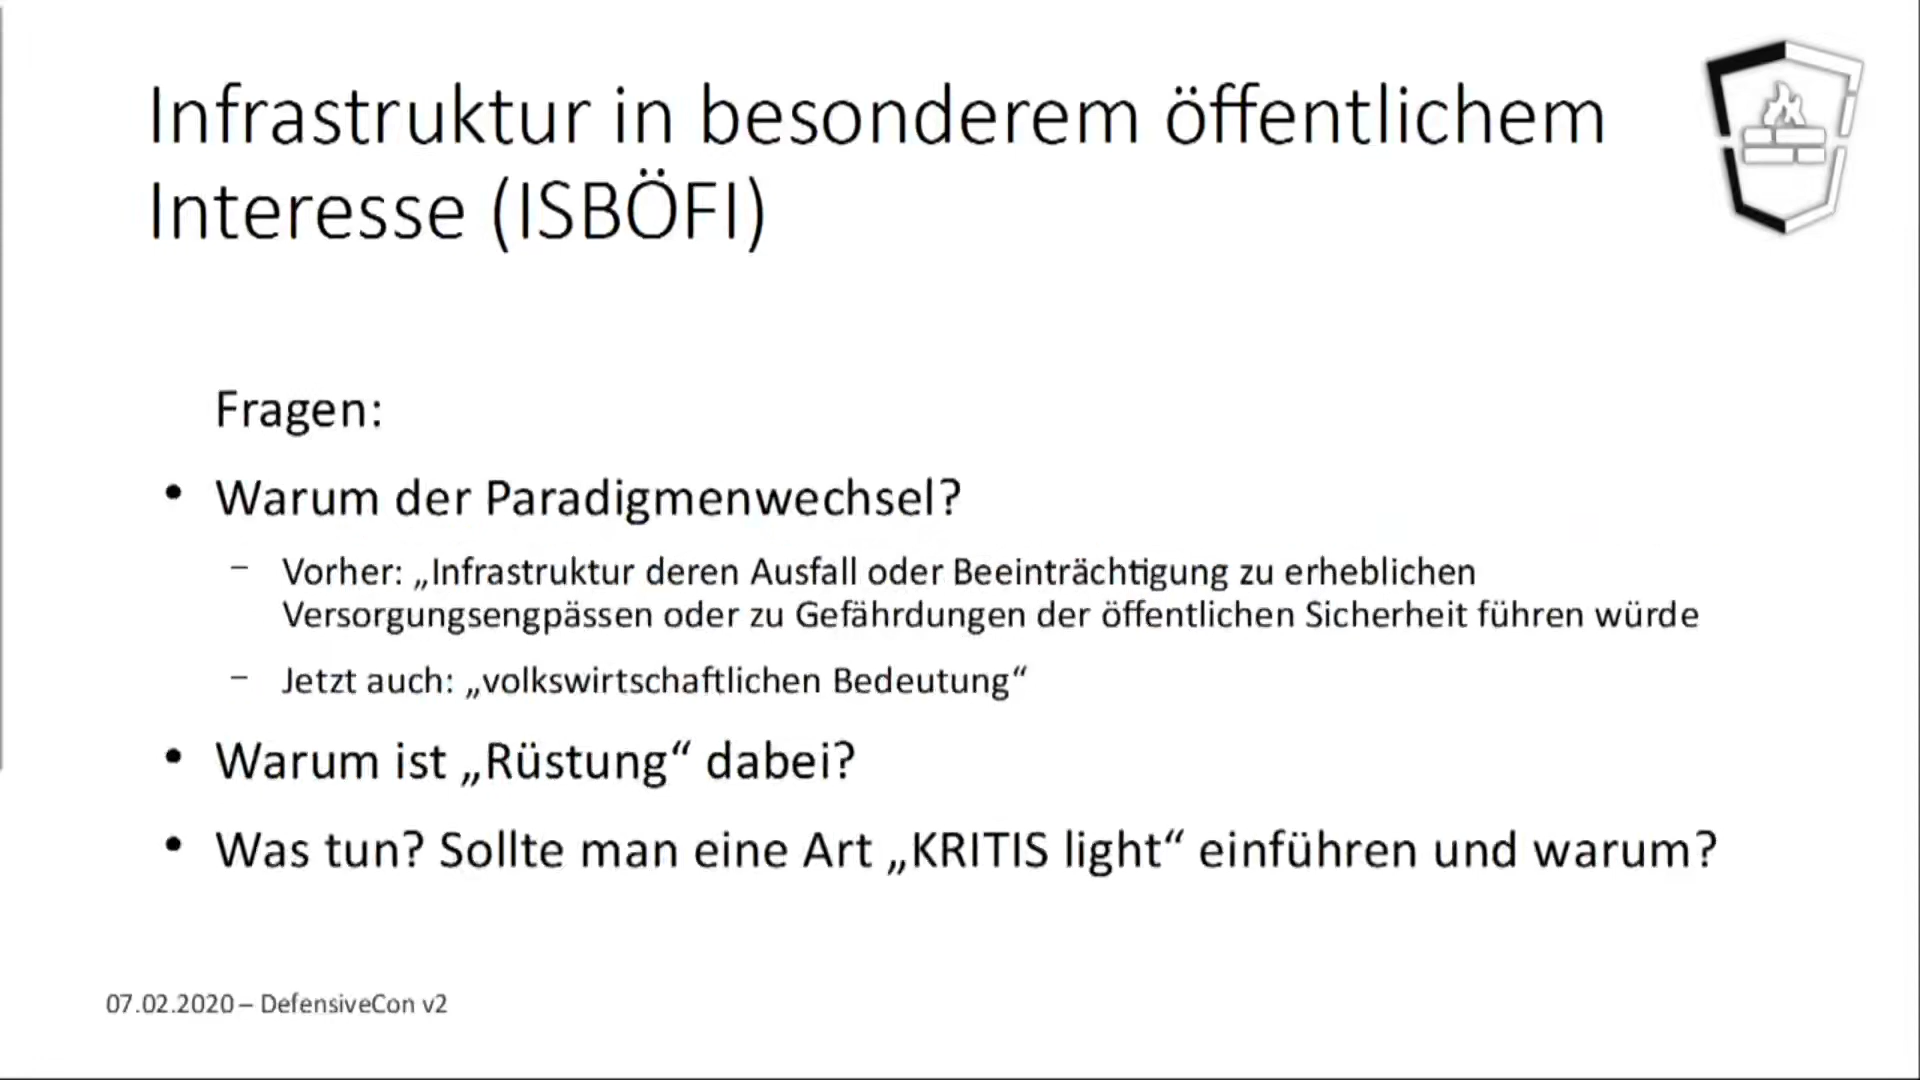 Infrastruktur in besonderem öffentlichem
Interesse (ISBÖFI)
Fragen:
• Warum der Paradigmenwechsel?
– Vorher: „Infrastruktur deren Ausfall oder Beeinträchtigung zu erheblichen
Versorgungsengpässen oder zu Gefährdungen der öffentlichen Sicherheit führen würde
– Jetzt auch: „volkswirtschaftlichen Bedeutung“
• Warum ist „Rüstung“ dabei?
• Was tun? Sollte man eine Art „KRITIS light“ einführen und warum?
07.02.2020 – DefensiveCon v2